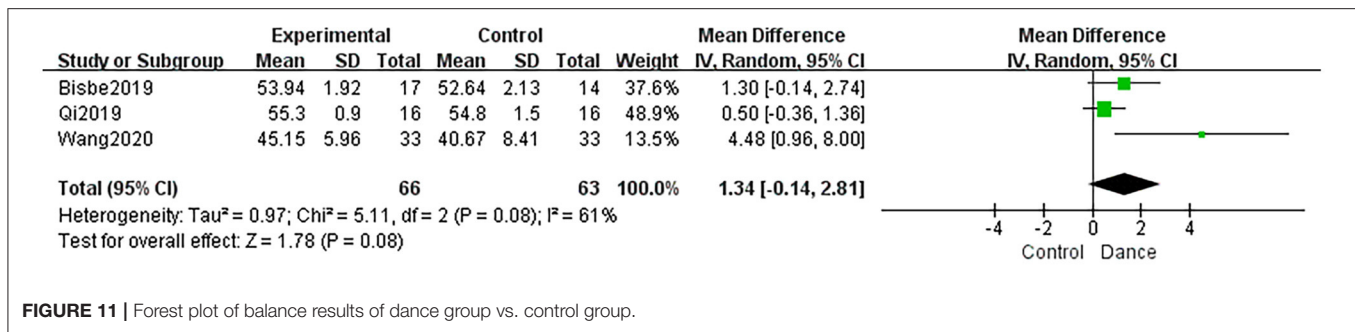 Experimental Control Mean Difference Mean Difference
Study or Subgroup Mean SD Total Mean SD Total Weight IV, Random, 95% CI IV, Random, 95% CI
Bisbe2019 53.94 1.92 17 52.64 2.13 14 37.6% 1.30 [-0.14, 2.74]
Qi2019 55.3 0.9 16 54.8 1.5 16 48.9% 0.50 [-0.36, 1.36]
Wang2020 45.15 5.96 33 40.67 8.41 33 13.5% 4.48 [0.96, 8.00]
Total (95% CI) 66 63 100.0% 1.34 [-0.14, 2.81]
Heterogeneity: Tau² = 0.97; Chi² = 5.11, df = 2 (P = 0.08); I² = 61%
Test for overall effect: Z = 1.78 (P = 0.08)
-4 -2 0 2 4
Control Dance
FIGURE 11 | Forest plot of balance results of dance group vs. control group.